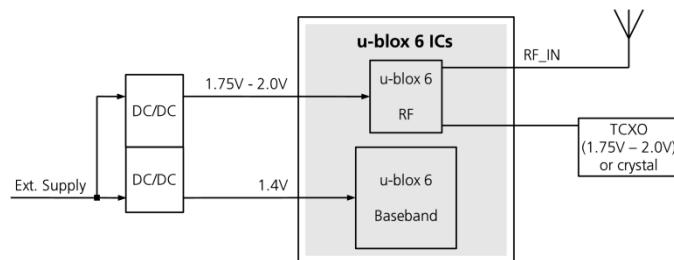 u-blox 6 ICs
RF_IN
1.75V - 2.0V
u-blox 6
RF
DC/DC
TCXO
(1.75V – 2.0V)
or crystal
DC/DC
Ext. Supply
1.4V
u-blox 6
Baseband